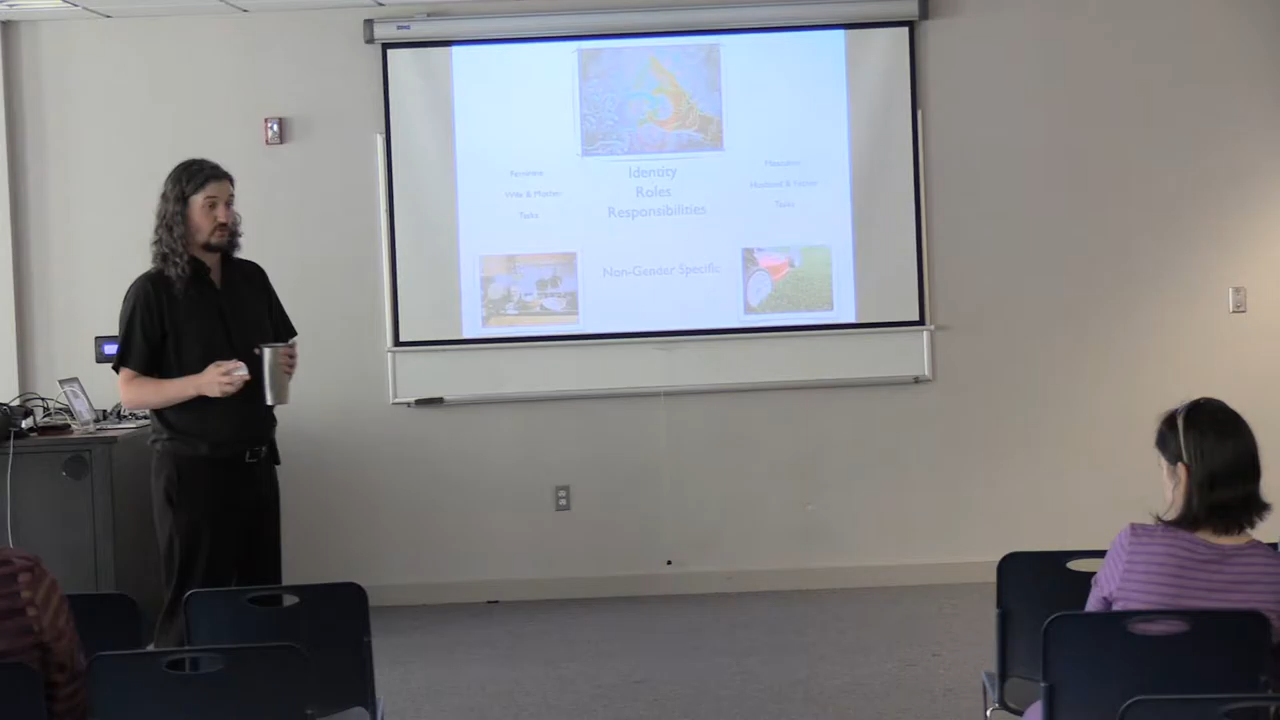 Identity
Roles
Responsibilities
Feminine
Wife & Mother
Tasks
Masculine
Husband & Father
Tasks
Non-Gender Specific